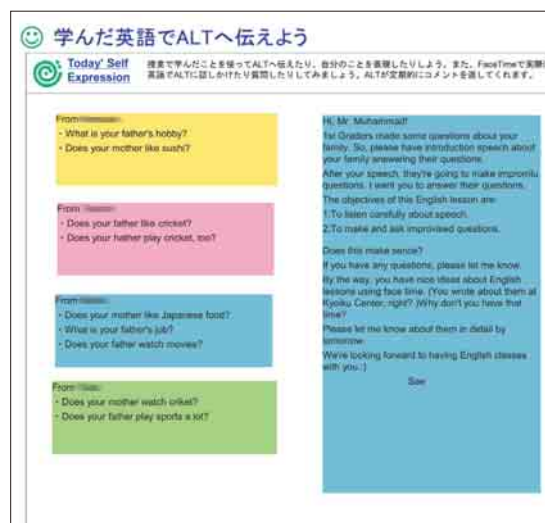 学んだ英語でALTへ伝えよう
Today' Self
Expression
授業で学んだことを使ってALTへ伝えたり、自分のことを表現したりしよう。また、FaceTimeで実際に
英語でALTに話しかけたり質問したりしてみましょう。ALTが定期的にコメントを返してくれます。
From
・What is your father's hobby?
・Does your mother like sushi?
From
・Does your father like cricket?
・Does your hather play cricket, too?
From
・Does your mother like Japanese food?
・What is your father's job?
・Does your father watch movies?
From
・Does your mother watch criket?
・Does your father play sports a lot?
Hi, Mr. Muhammad!
1st Graders made some questions about your
family. So, please have introduction speech about
your family answering their questions.
After your speech, they're going to make impromtu
questions. I want you to answer their questions.
The objectives of this English lesson are:
1.To listen carefully about speech.
2.To make and ask improvised questions.
Does this make sence?
If you have any questions, please let me know.
By the way, you have nice ideas about English
lessons using face time. (You wrote about them at
Kyoiku Center, right? )Why don't you have that
time?
Please let me know about them in detail by
tomorrow.
We're looking forward to having English classes
with you.:)
Sae